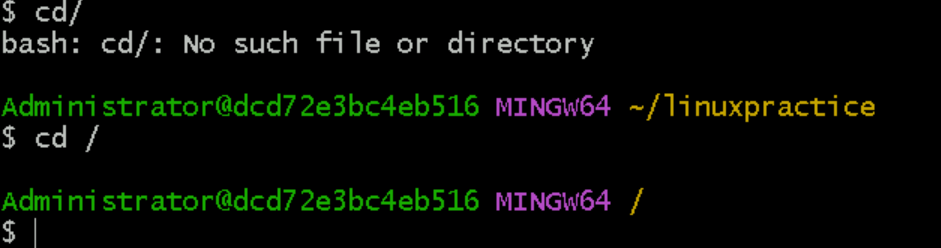 $ cd/
bash: cd/: No such file or directory
Administrator@dcd72e3bc4eb516 MINGW64 ~/linuxpractice
$ cd /
Administrator@dcd72e3bc4eb516 MINGW64 /
$